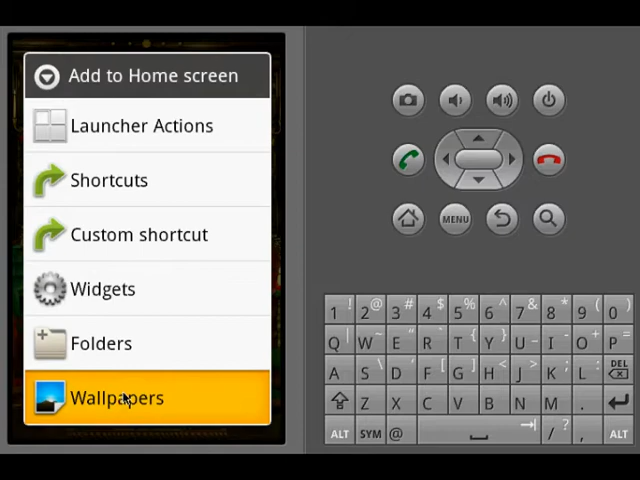 Add to Home screen
Launcher Actions
Shortcuts
Custom shortcut
Widgets
Folders
Wallpapers
MENU
1 ! 2 @ 3 # 4 $ 5 % 6 ^ 7 & 8 * 9 ( 0 )
Q | W ~ E " R ` T { Y } U _ I - O + P =
A S \ D ' F [ G ] H < J > K ; L : DEL
Z X C V B N M .
ALT SYM @ / ? , ALT